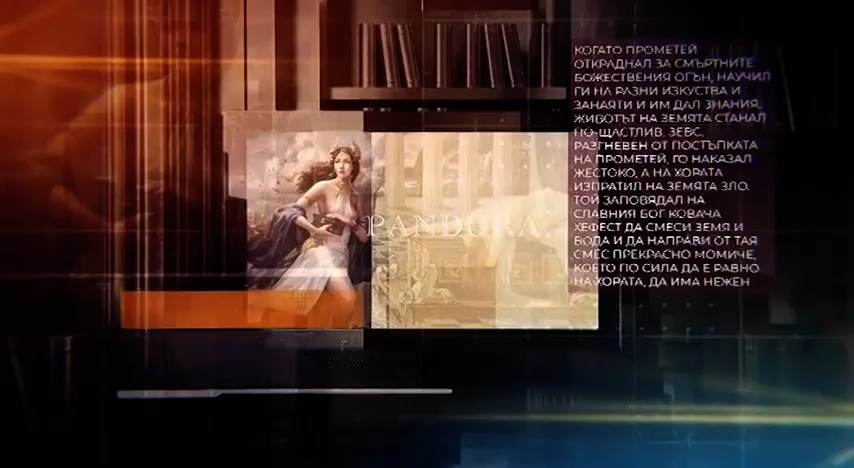 PANDORA
КОГАТО ПРОМЕТЕЙ
ОТКРАДНАЛ ЗА СМЪРТНИТЕ
БОЖЕСТВЕНИЯ ОГЪН, НАУЧИЛ
ГИ НА РАЗНИ ИЗКУСТВА И
ЗАНАЯТИ И ИМ ДАЛ ЗНАНИЯ,
ЖИВОТЪТ НА ЗЕМЯТА СТАНАЛ
ПО-ЩАСТЛИВ. ЗЕВС,
РАЗГНЕВЕН ОТ ПОСТЪПКАТА
НА ПРОМЕТЕЙ, ГО НАКАЗАЛ
ЖЕСТОКО, А НА ХОРАТА
ИЗПРАТИЛ НА ЗЕМЯТА ЗЛО.
ТОЙ ЗАПОВЯДАЛ НА
СЛАВНИЯ БОГ КОВАЧА
ХЕФЕСТ ДА СМЕСИ ЗЕМЯ И
ВОДА И ДА НАПРАВИ ОТ ТАЯ
СМЕС ПРЕКРАСНО МОМИЧЕ,
КОЕТО ПО СИЛА ДА Е РАВНО
НА ХОРАТА, ДА ИМА НЕЖЕН